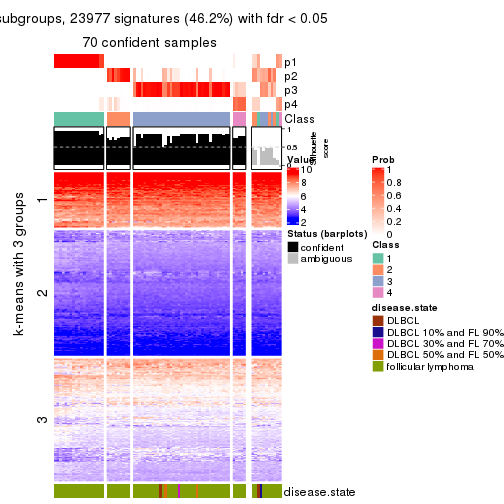 subgroups, 23977 signatures (46.2%) with fdr < 0.05
70 confident samples
p1
p2
p3
p4
Class
1
0.5
0
Silhouette
score
k-means with 3 groups
1
2
3
Value
10
8
6
4
2
Status (barplots)
confident
ambiguous
Prob
1
0.8
0.6
0.4
0.2
0
Class
1
2
3
4
disease.state
DLBCL
DLBCL 10% and FL 90%
DLBCL 30% and FL 70%
DLBCL 50% and FL 50%
follicular lymphoma
disease.state